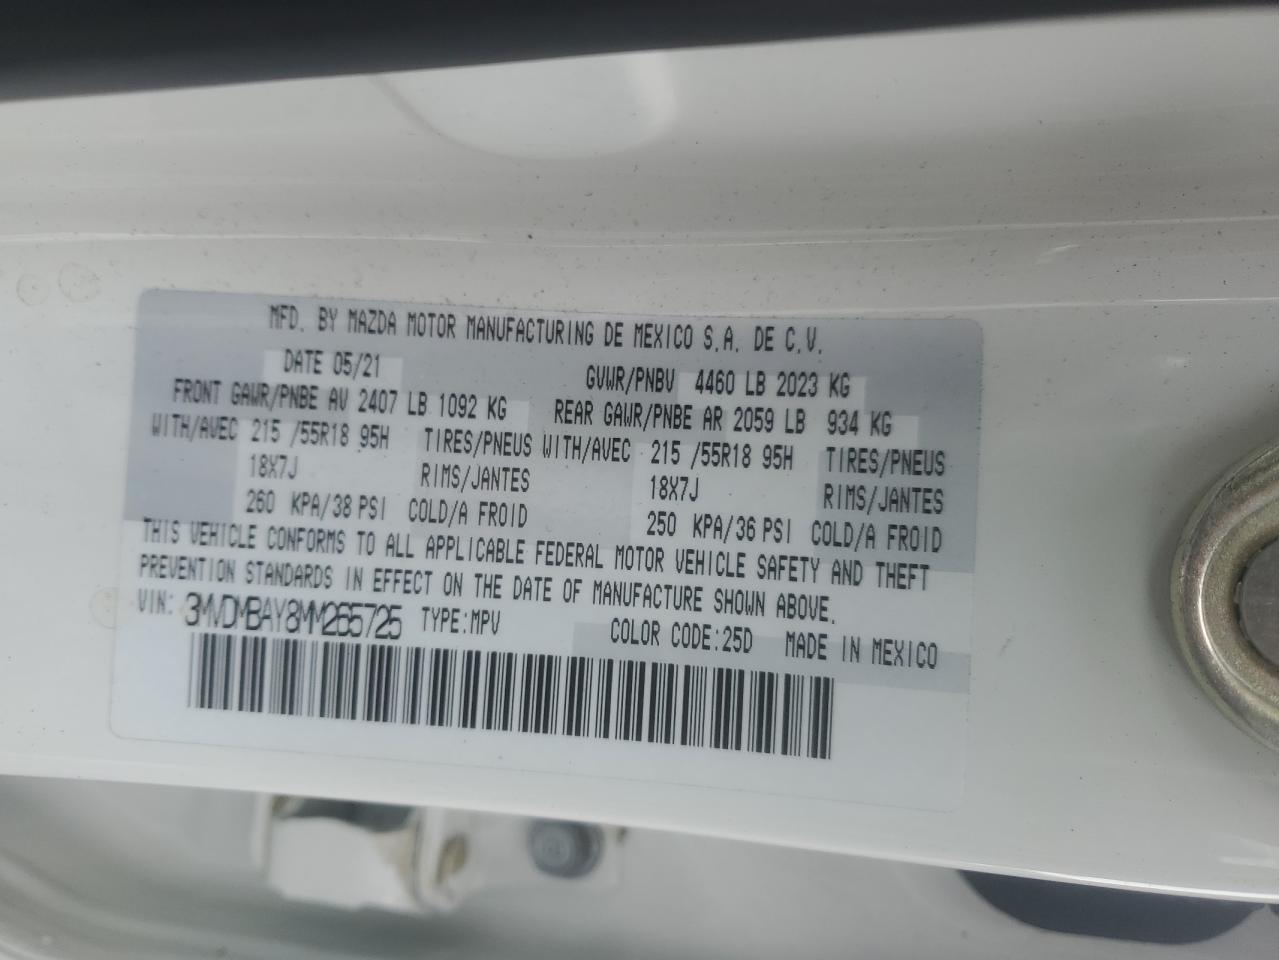 MFD. BY MAZDA MOTOR MANUFACTURING DE MEXICO S.A. DE C.V.
DATE 05/21 GVWR/PNBV 4460 LB 2023 KG
FRONT GAWR/PNBE AV 2407 LB 1092 KG REAR GAWR/PNBE AR 2059 LB 934 KG
WITH/AVEC 215 /55R18 95H TIRES/PNEUS WITH/AVEC 215 /55R18 95H TIRES/PNEUS
18X7J RIMS/JANTES 18X7J RIMS/JANTES
260 KPA/38 PSI COLD/A FROID 250 KPA/36 PSI COLD/A FROID
THIS VEHICLE CONFORMS TO ALL APPLICABLE FEDERAL MOTOR VEHICLE SAFETY AND THEFT
PREVENTION STANDARDS IN EFFECT ON THE DATE OF MANUFACTURE SHOWN ABOVE.
VIN: 3MVDMBAY8MM265725 TYPE:MPV COLOR CODE:25D MADE IN MEXICO